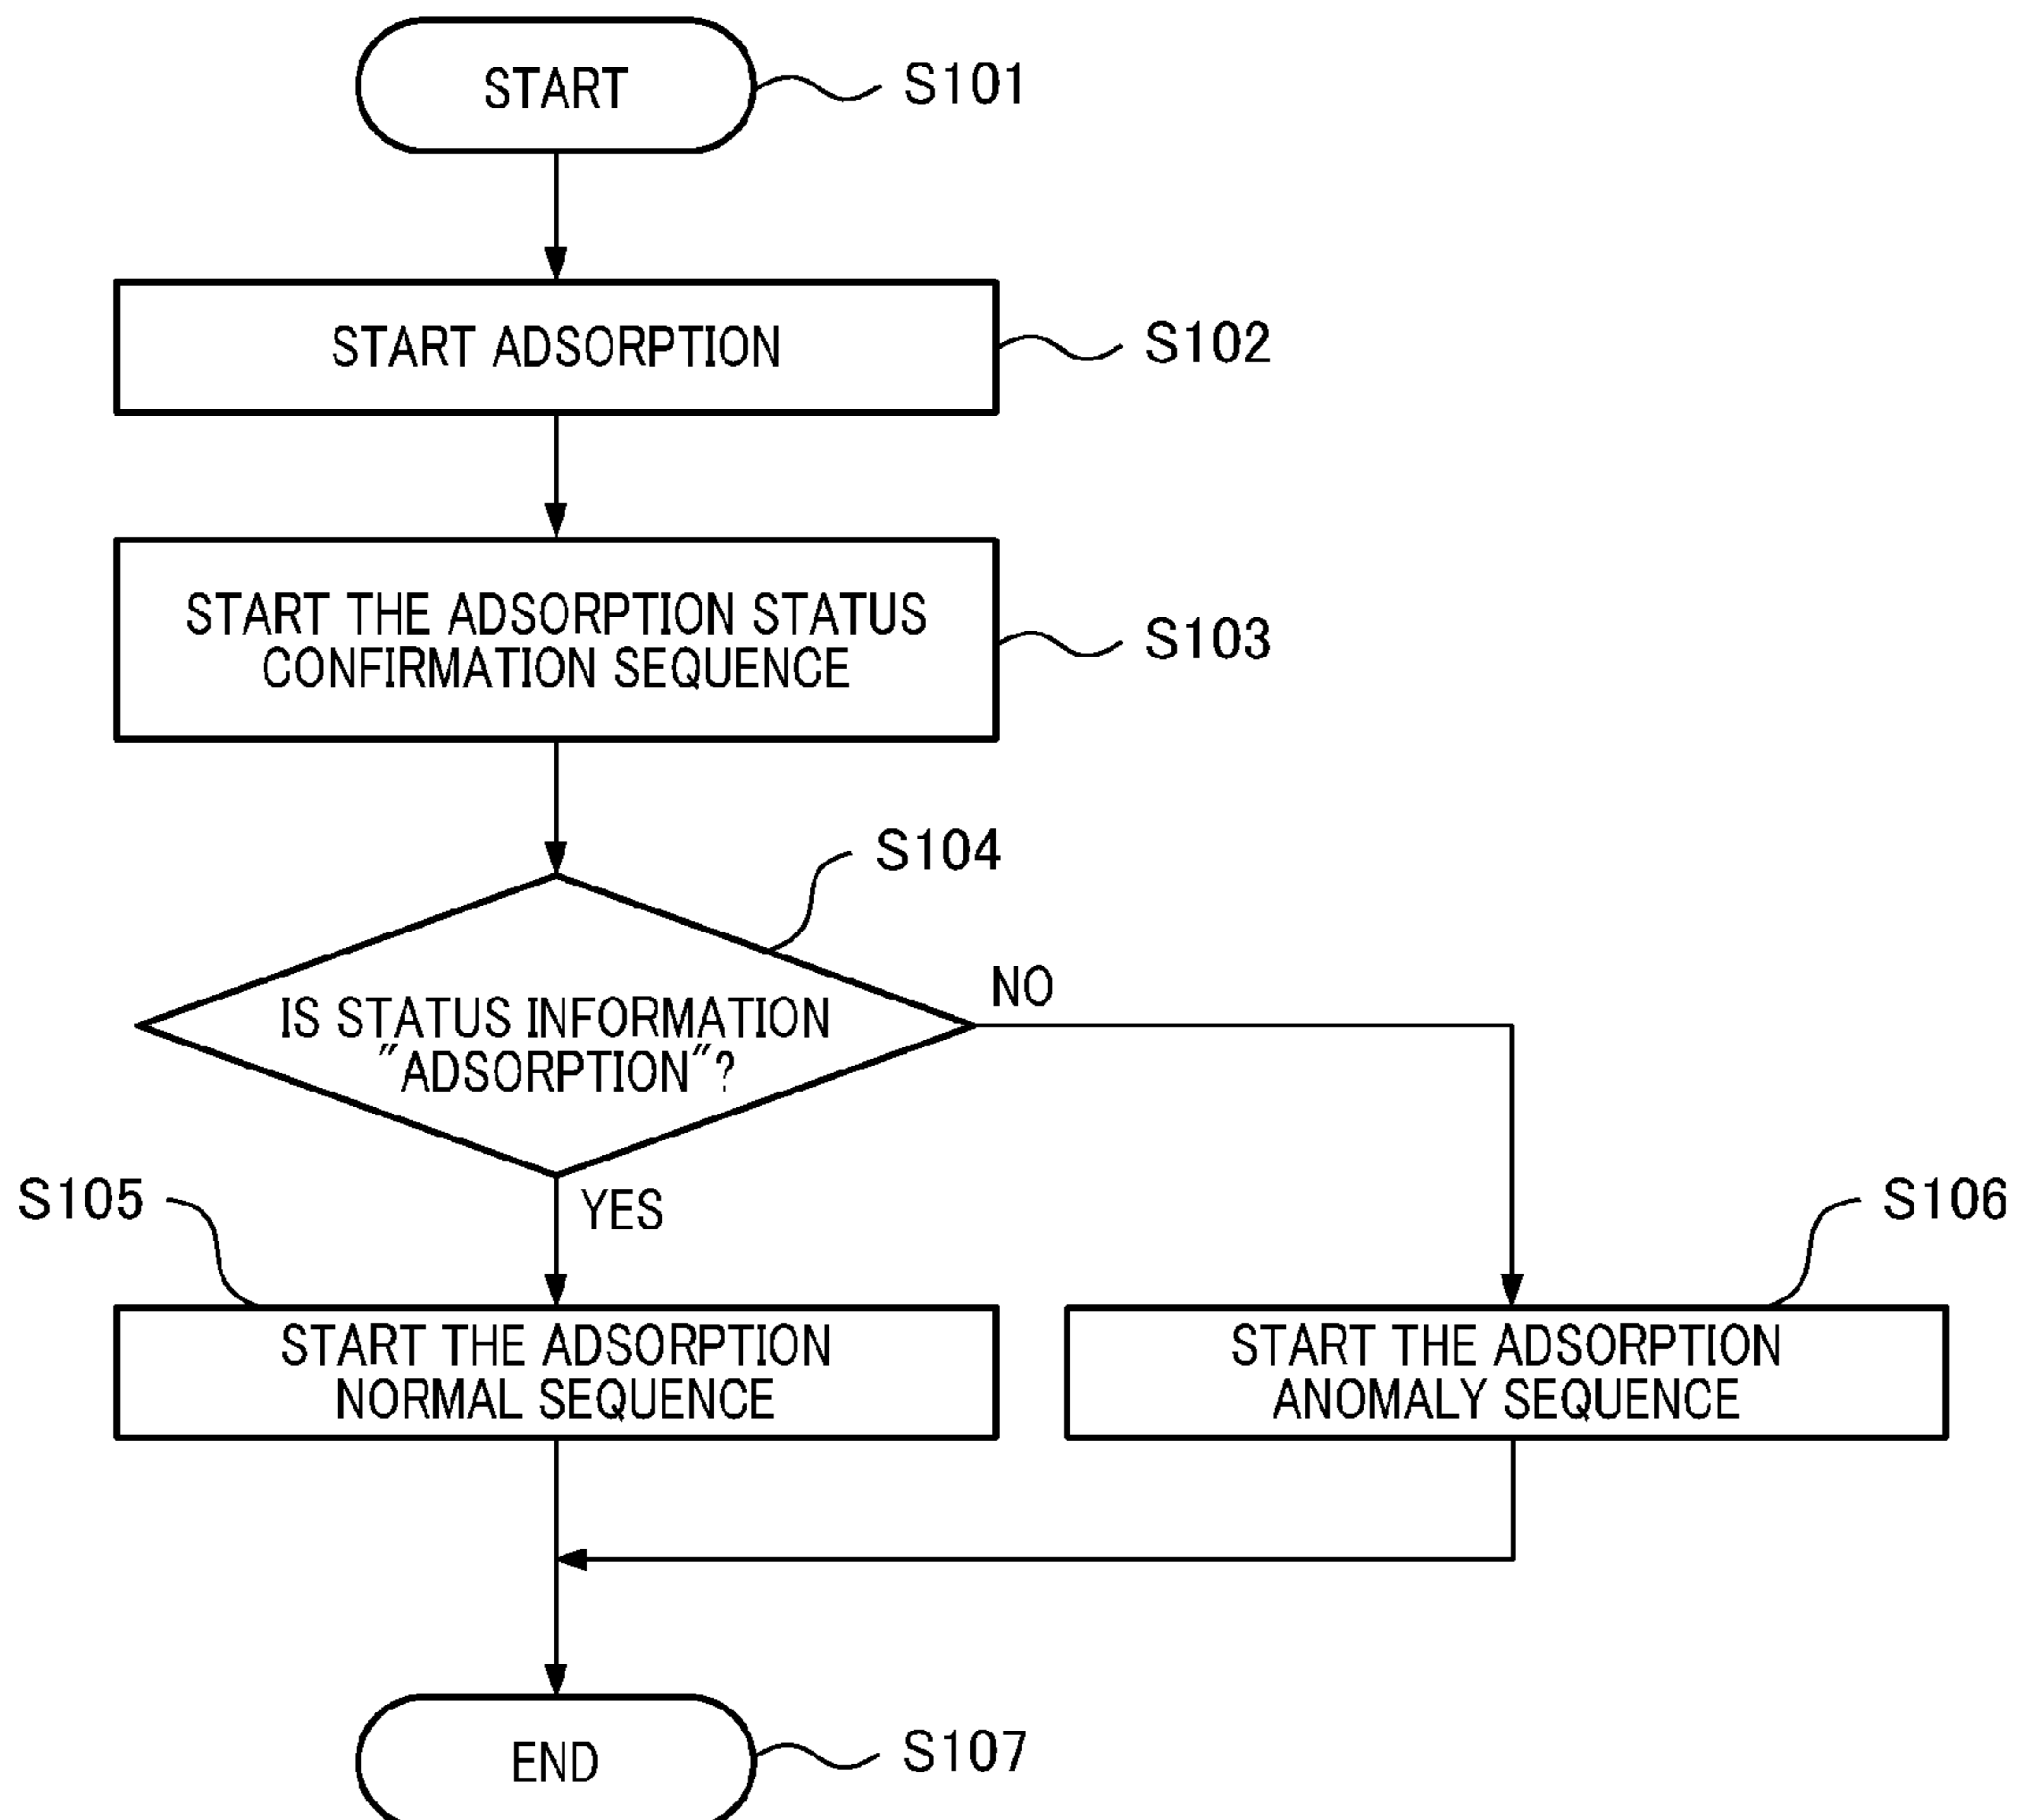 START
S101
START ADSORPTION
S102
START THE ADSORPTION STATUS
CONFIRMATION SEQUENCE
S103
S104
IS STATUS INFORMATION
"ADSORPTION"?
NO
YES
S105
START THE ADSORPTION
NORMAL SEQUENCE
S106
START THE ADSORPTION
ANOMALY SEQUENCE
END
S107